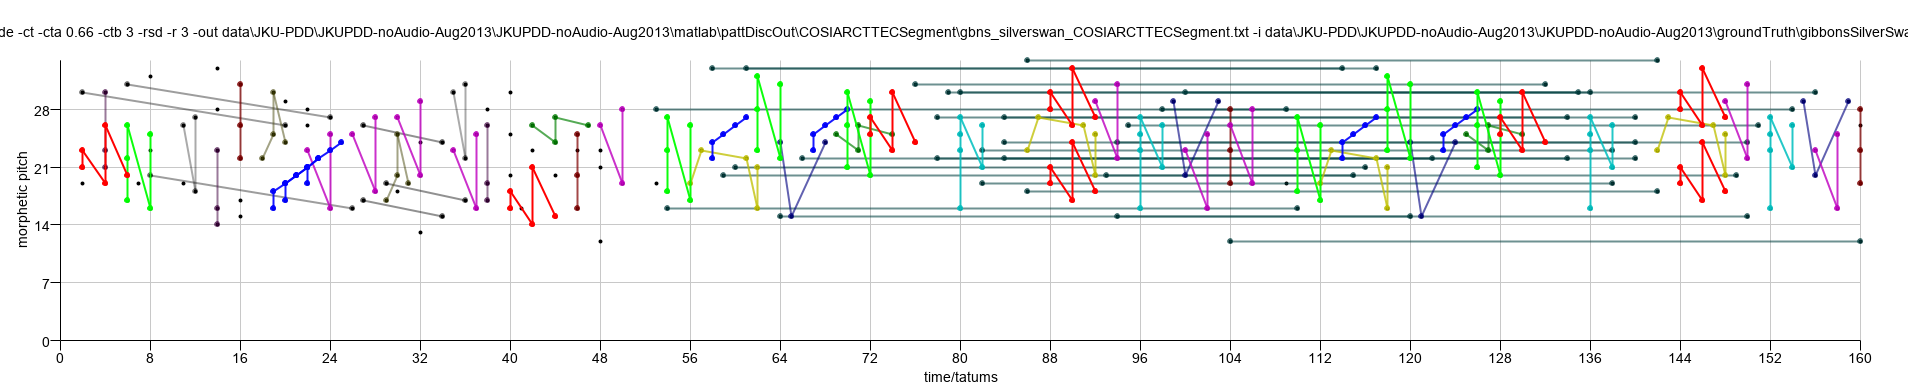 de -ct -cta 0.66 -ctb 3 -rsd -r 3 -out data\JKU-PDD\JKUPDD-noAudio-Aug2013\JKUPDD-noAudio-Aug2013\matlab\pattDiscOut\COSIARCTTECSegment\gbns_silverswan_COSIARCTTECSegment.txt -i data\JKU-PDD\JKUPDD-noAudio-Aug2013\JKUPDD-noAudio-Aug2013\groundTruth\gibbonsSilverSwa
morphetic pitch
28
21
14
7
0
0 8 16 24 32 40 48 56 64 72 80 88 96 104 112 120 128 136 144 152 160
time/tatums